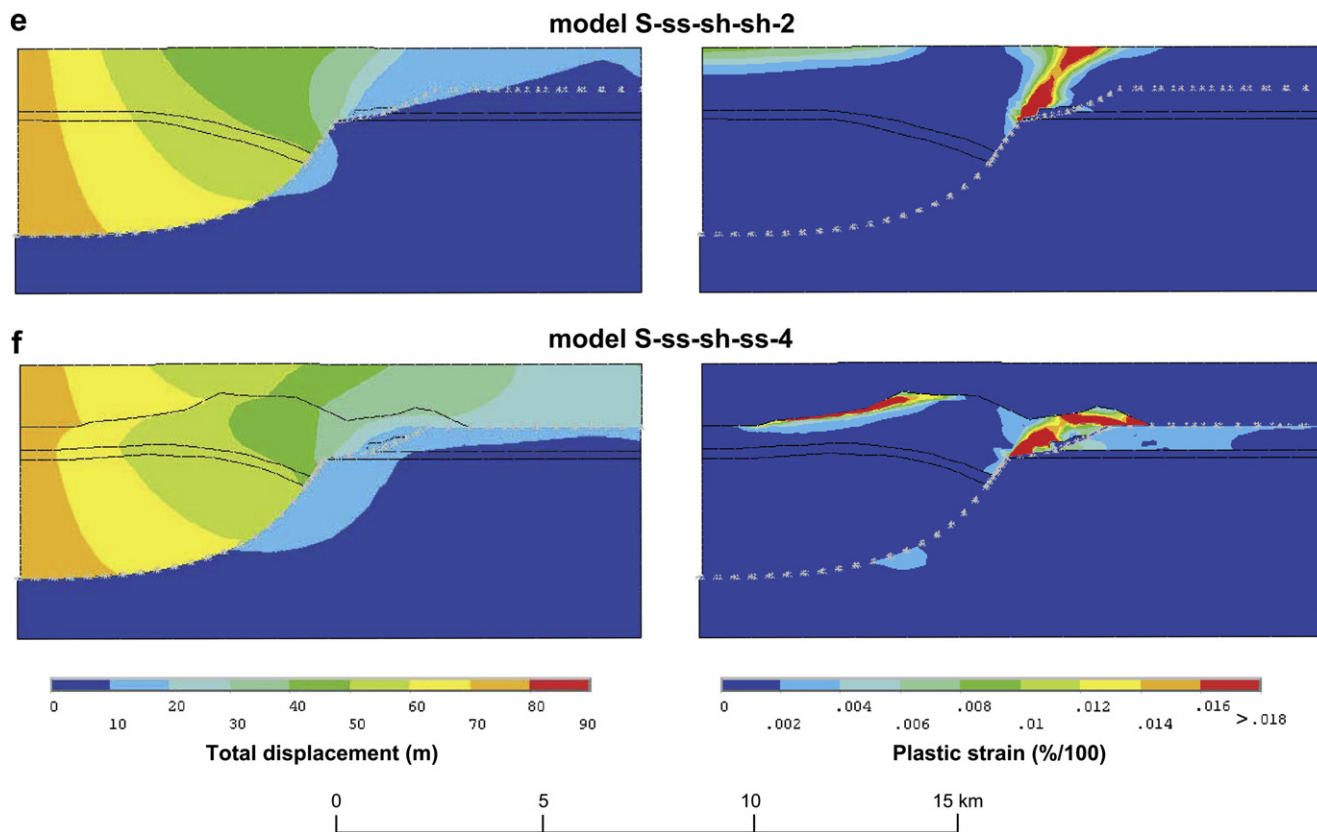 e
model S-ss-sh-sh-2
f
model S-ss-sh-ss-4
0 20 40 60 80
10 30 50 70 90
Total displacement (m)
0 .004 .008 .012 .016
.002 .006 .01 .014 >.018
Plastic strain (%/100)
0 5 10 15 km